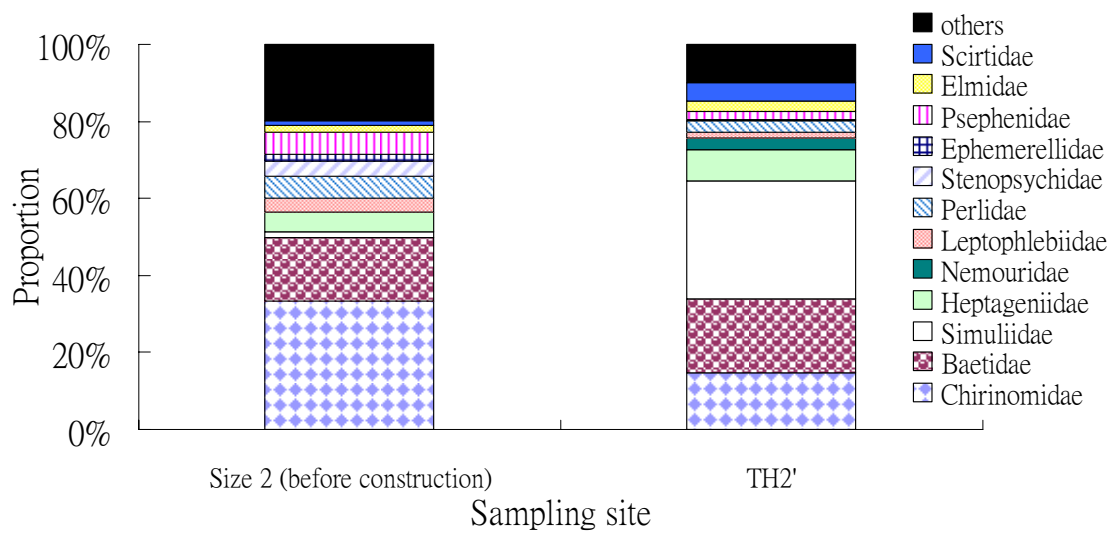 100%
80%
60%
40%
20%
0%
Proportion
Size 2 (before construction)
TH2'
Sampling site
others
Scirtidae
Elmidae
Psephenidae
Ephemerellidae
Stenopsychidae
Perlidae
Leptophlebiidae
Nemouridae
Heptageniidae
Simuliidae
Baetidae
Chirinomidae